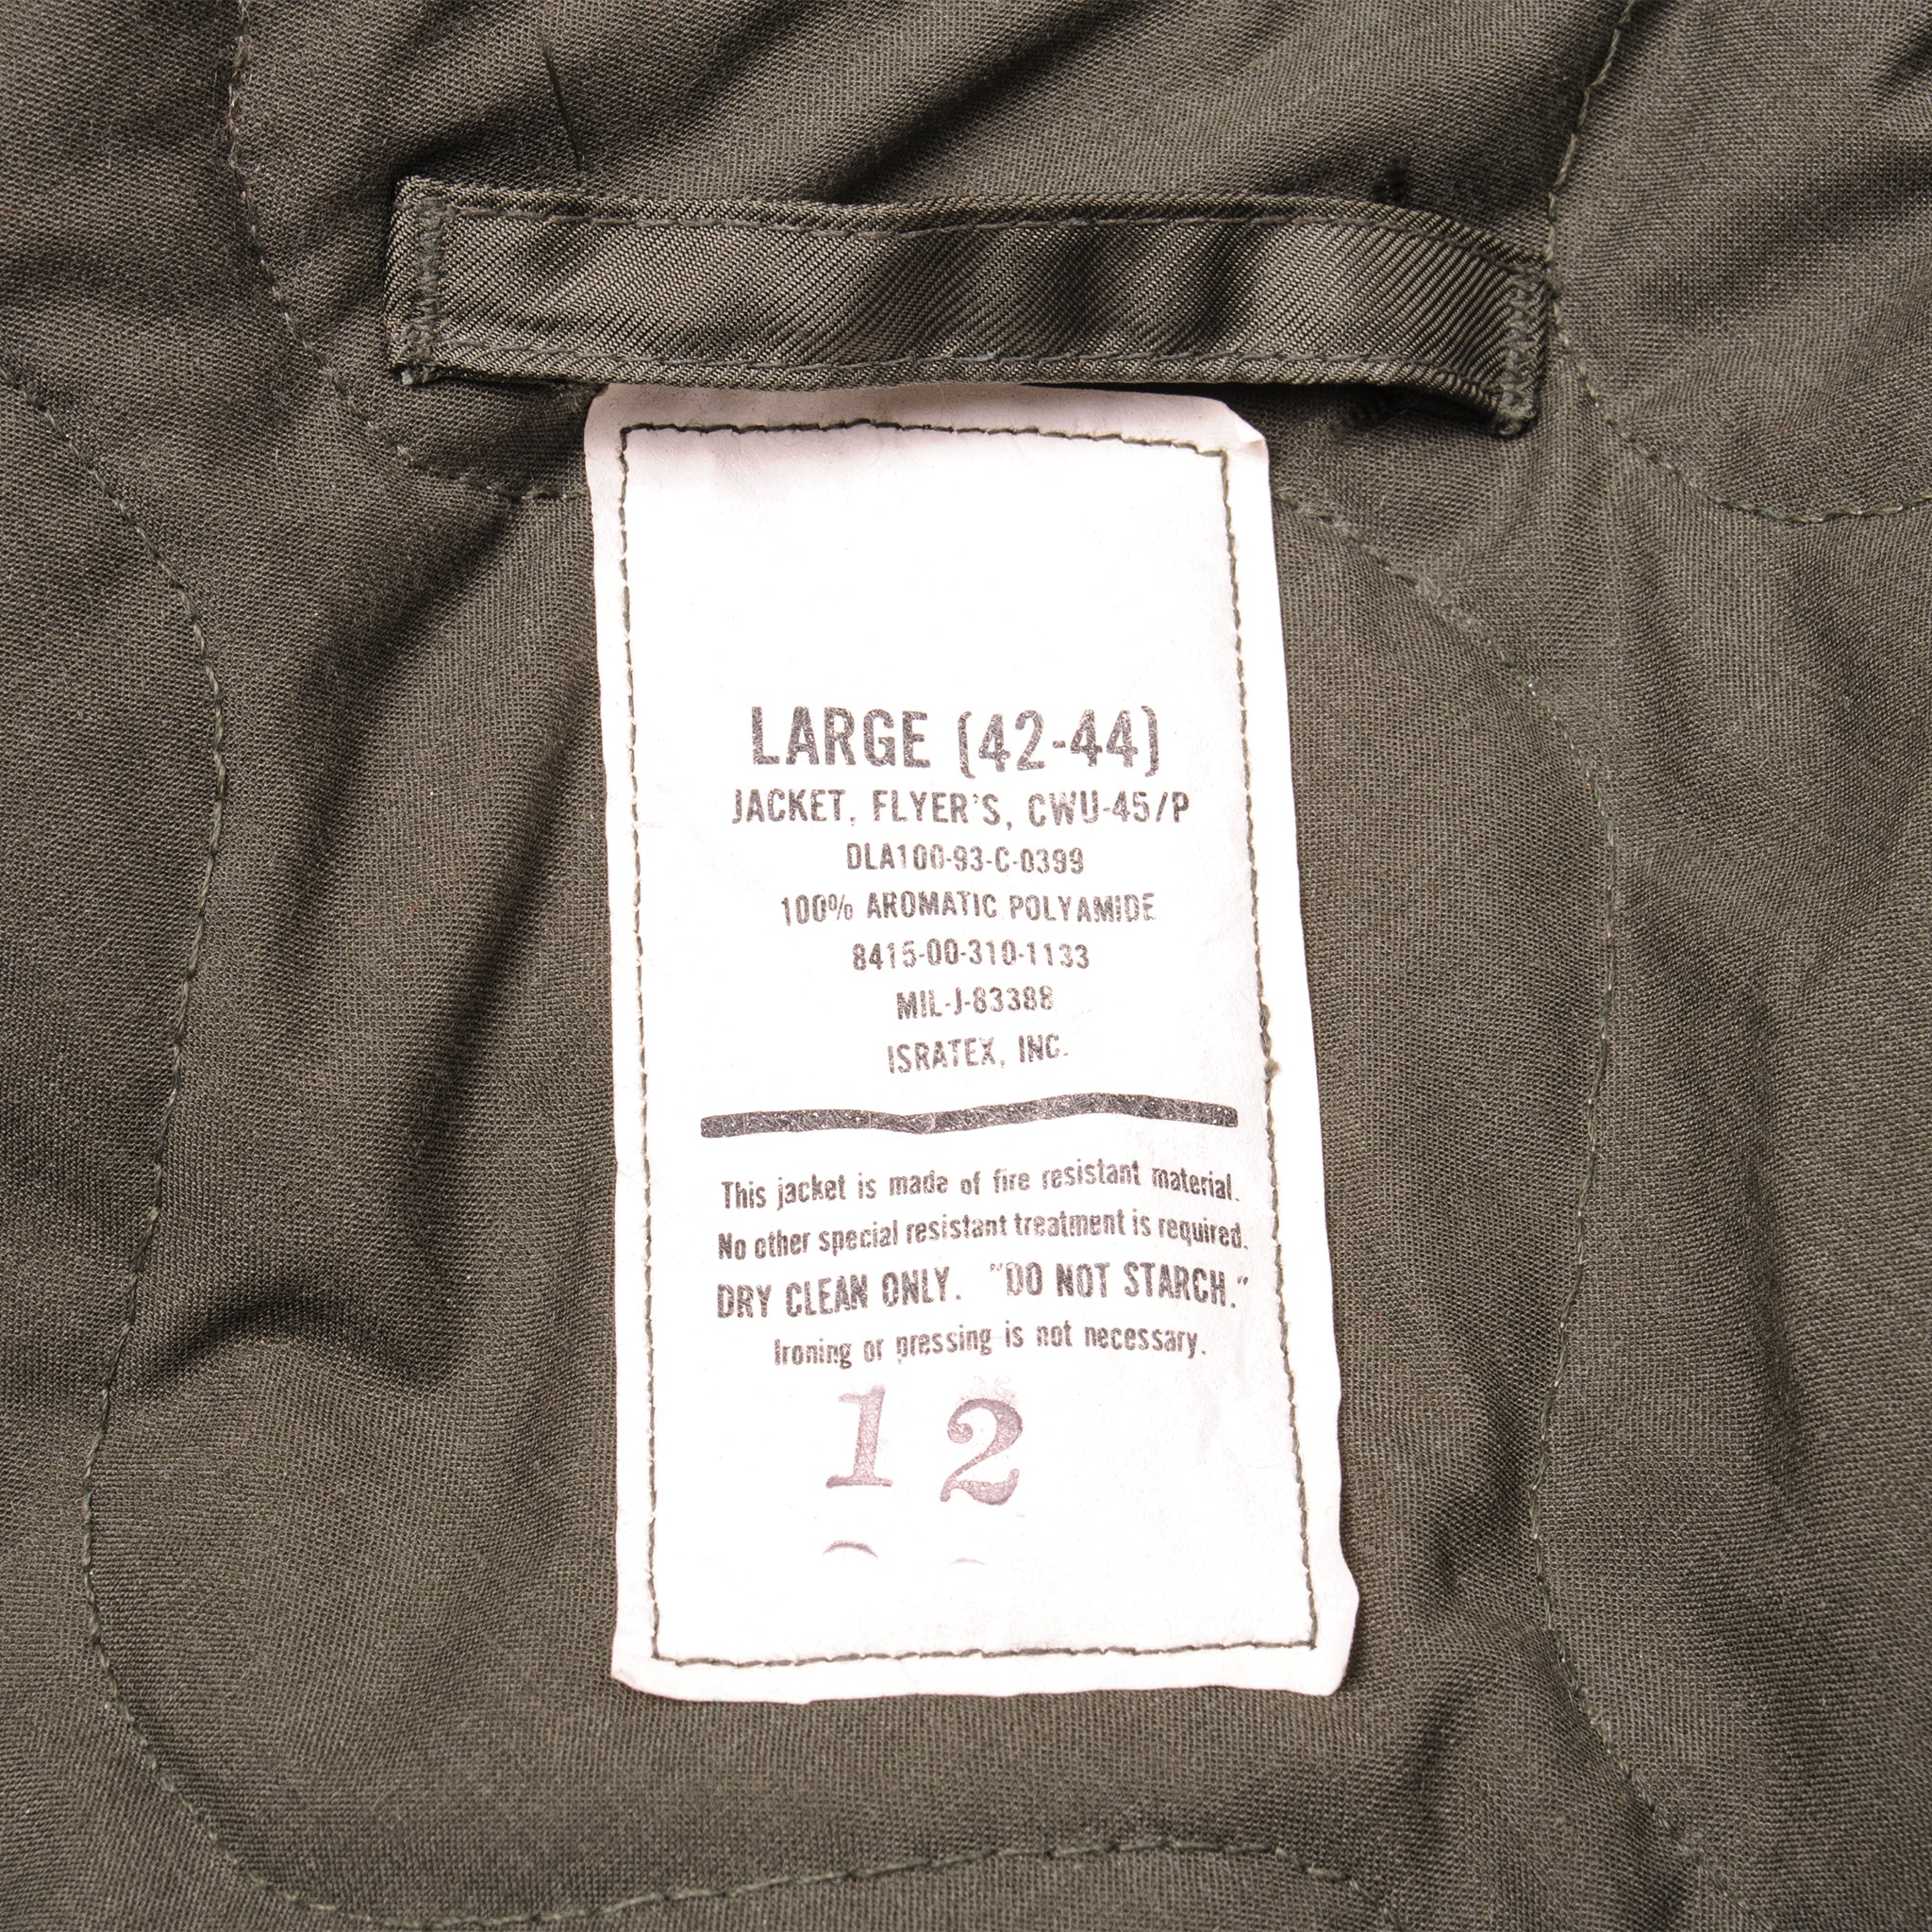 LARGE (42-44)
JACKET, FLYER'S, CWU-45/P
DLA100-93-C-0399
100% AROMATIC POLYAMIDE
8415-00-310-1133
MIL-J-83388
ISRATEX, INC.
This jacket is made of fire resistant material.
No other special resistant treatment is required.
DRY CLEAN ONLY. "DO NOT STARCH."
Ironing or pressing is not necessary.
12